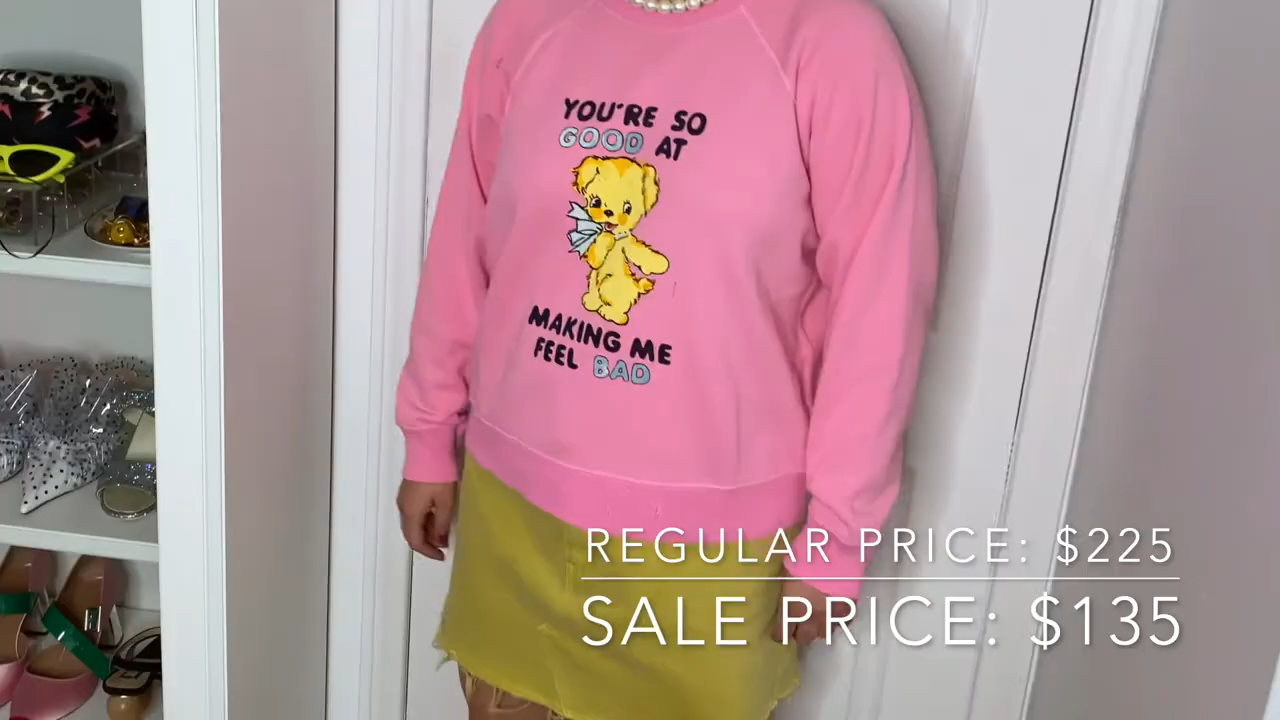 YOU'RE SO
GOOD AT
MAKING ME
FEEL BAD
REGULAR PRICE: $225
SALE PRICE: $135